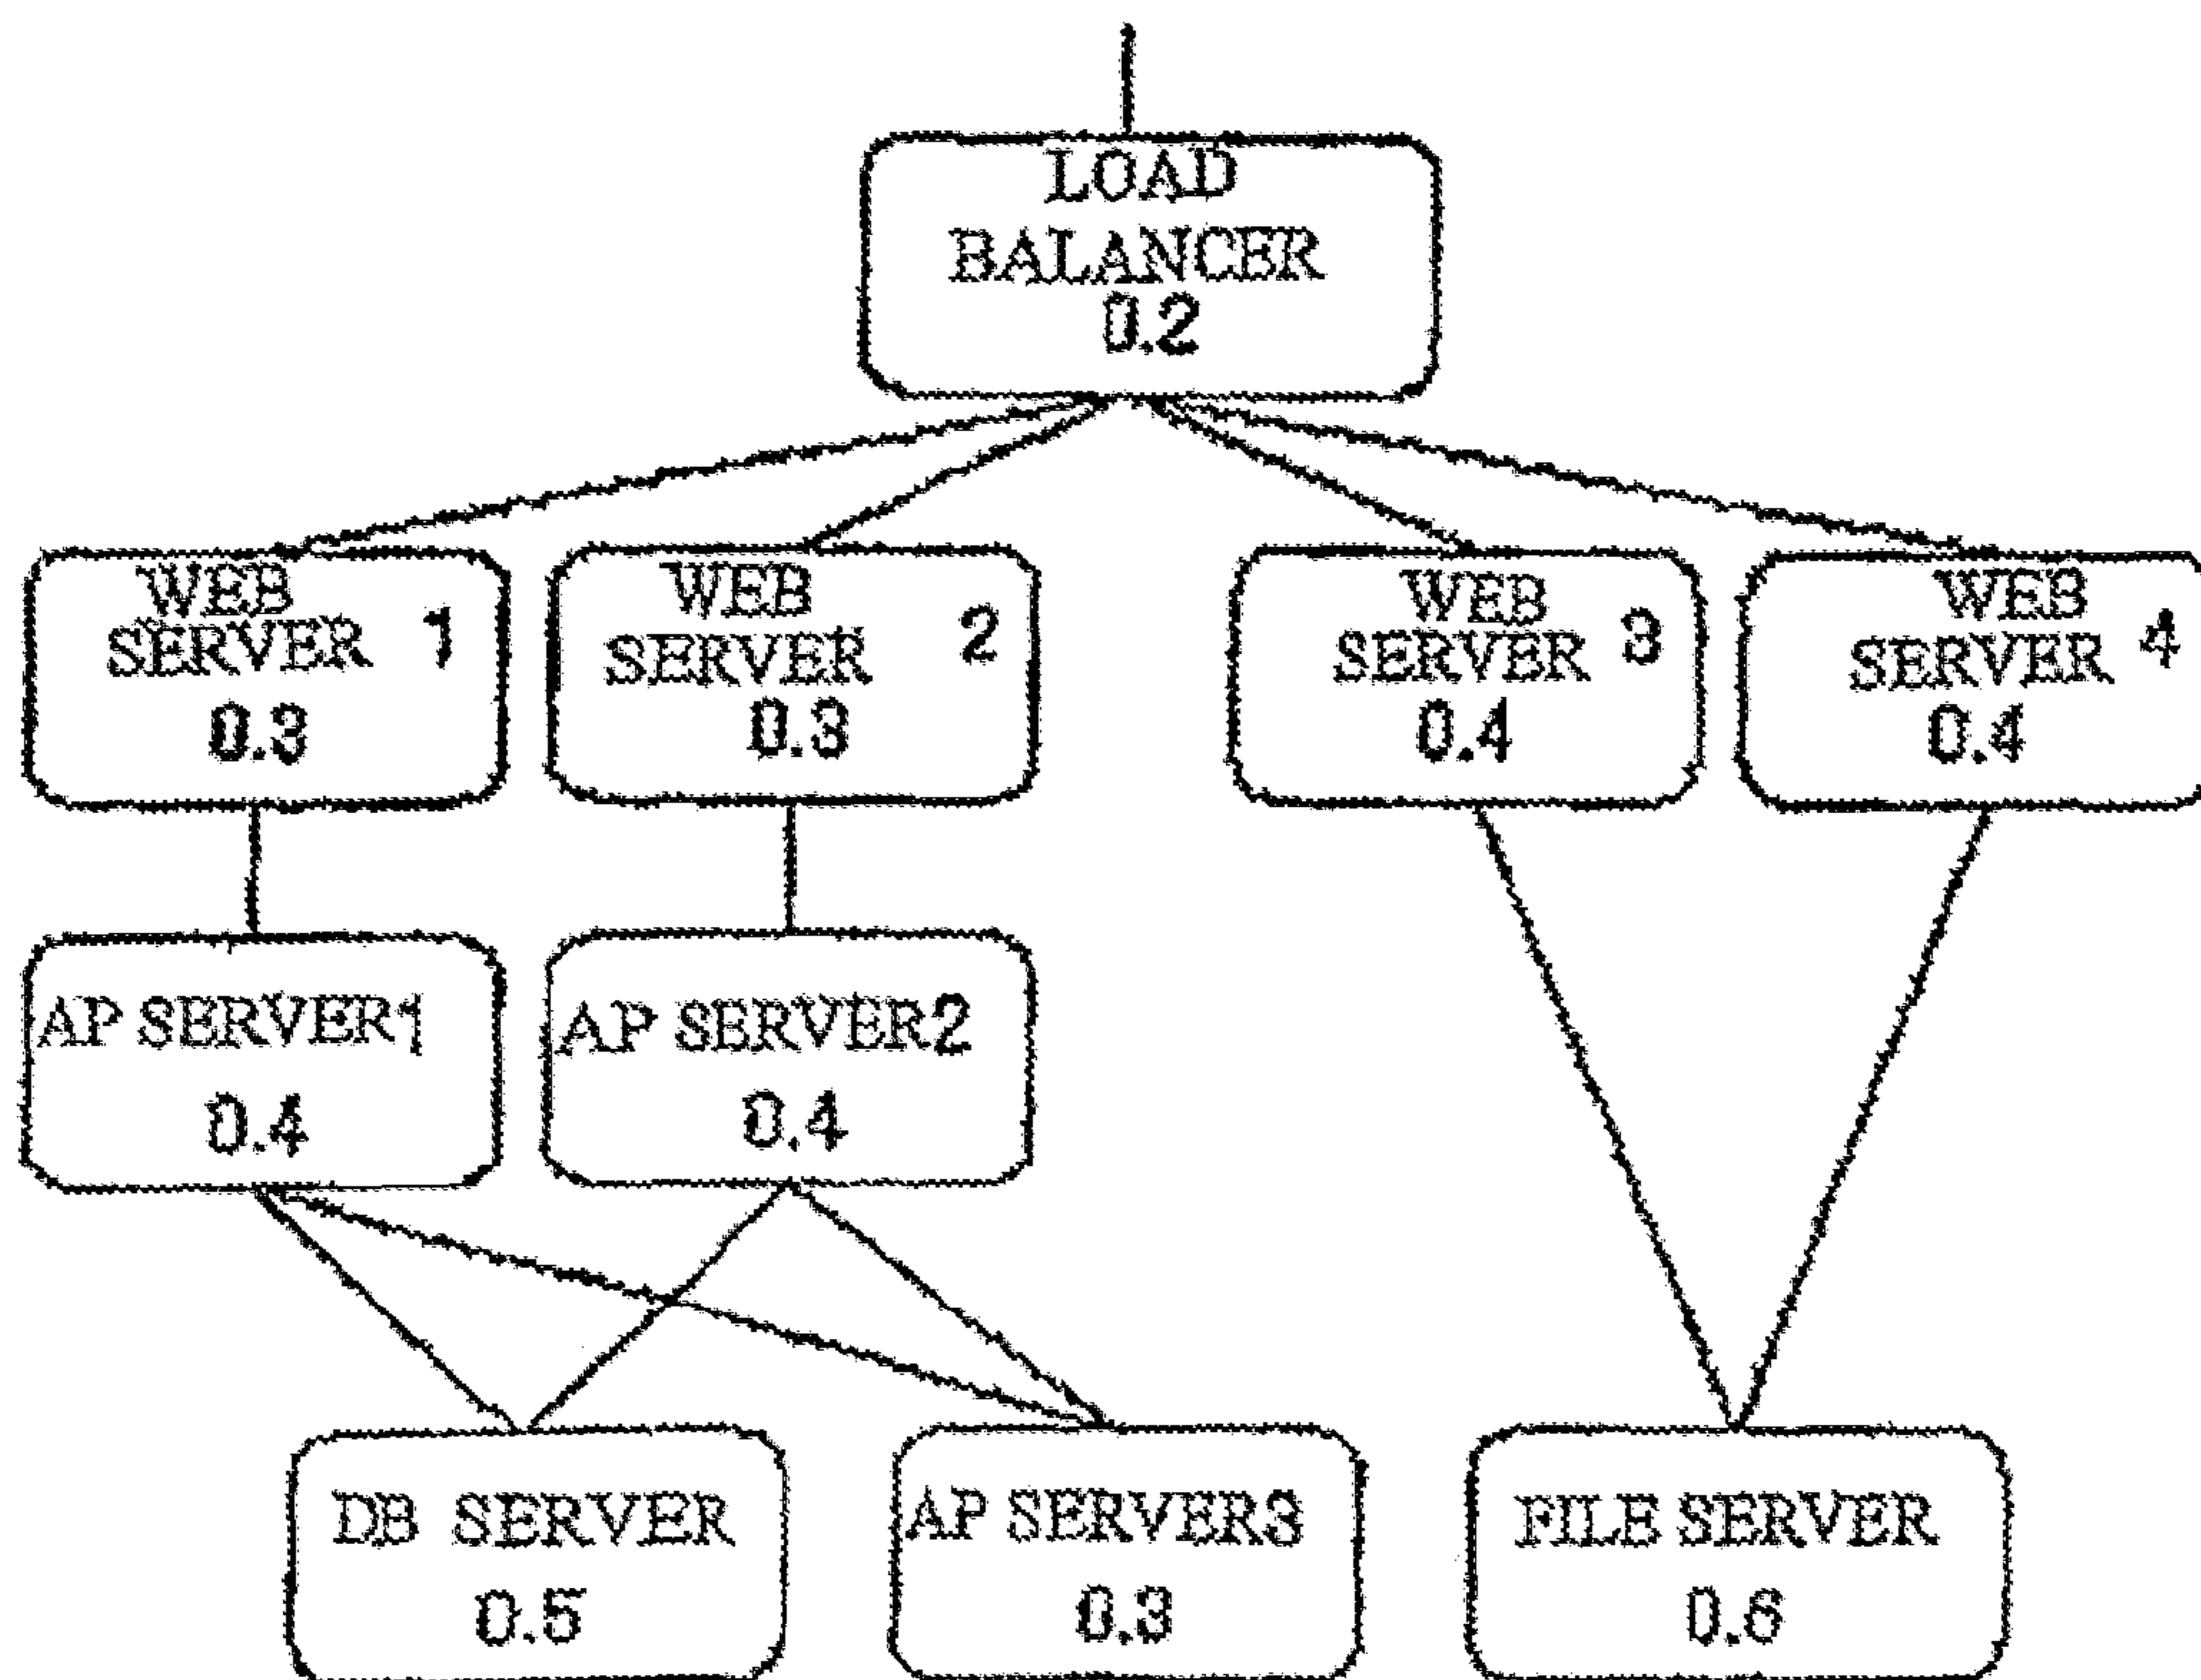 LOAD
BALANCER
0.2
WEB
SERVER 1
0.3
WEB
SERVER 2
0.3
WEB
SERVER 3
0.4
WEB
SERVER 4
0.4
AP SERVER1
0.4
AP SERVER2
0.4
DB SERVER
0.5
AP SERVER3
0.3
FILE SERVER
0.6